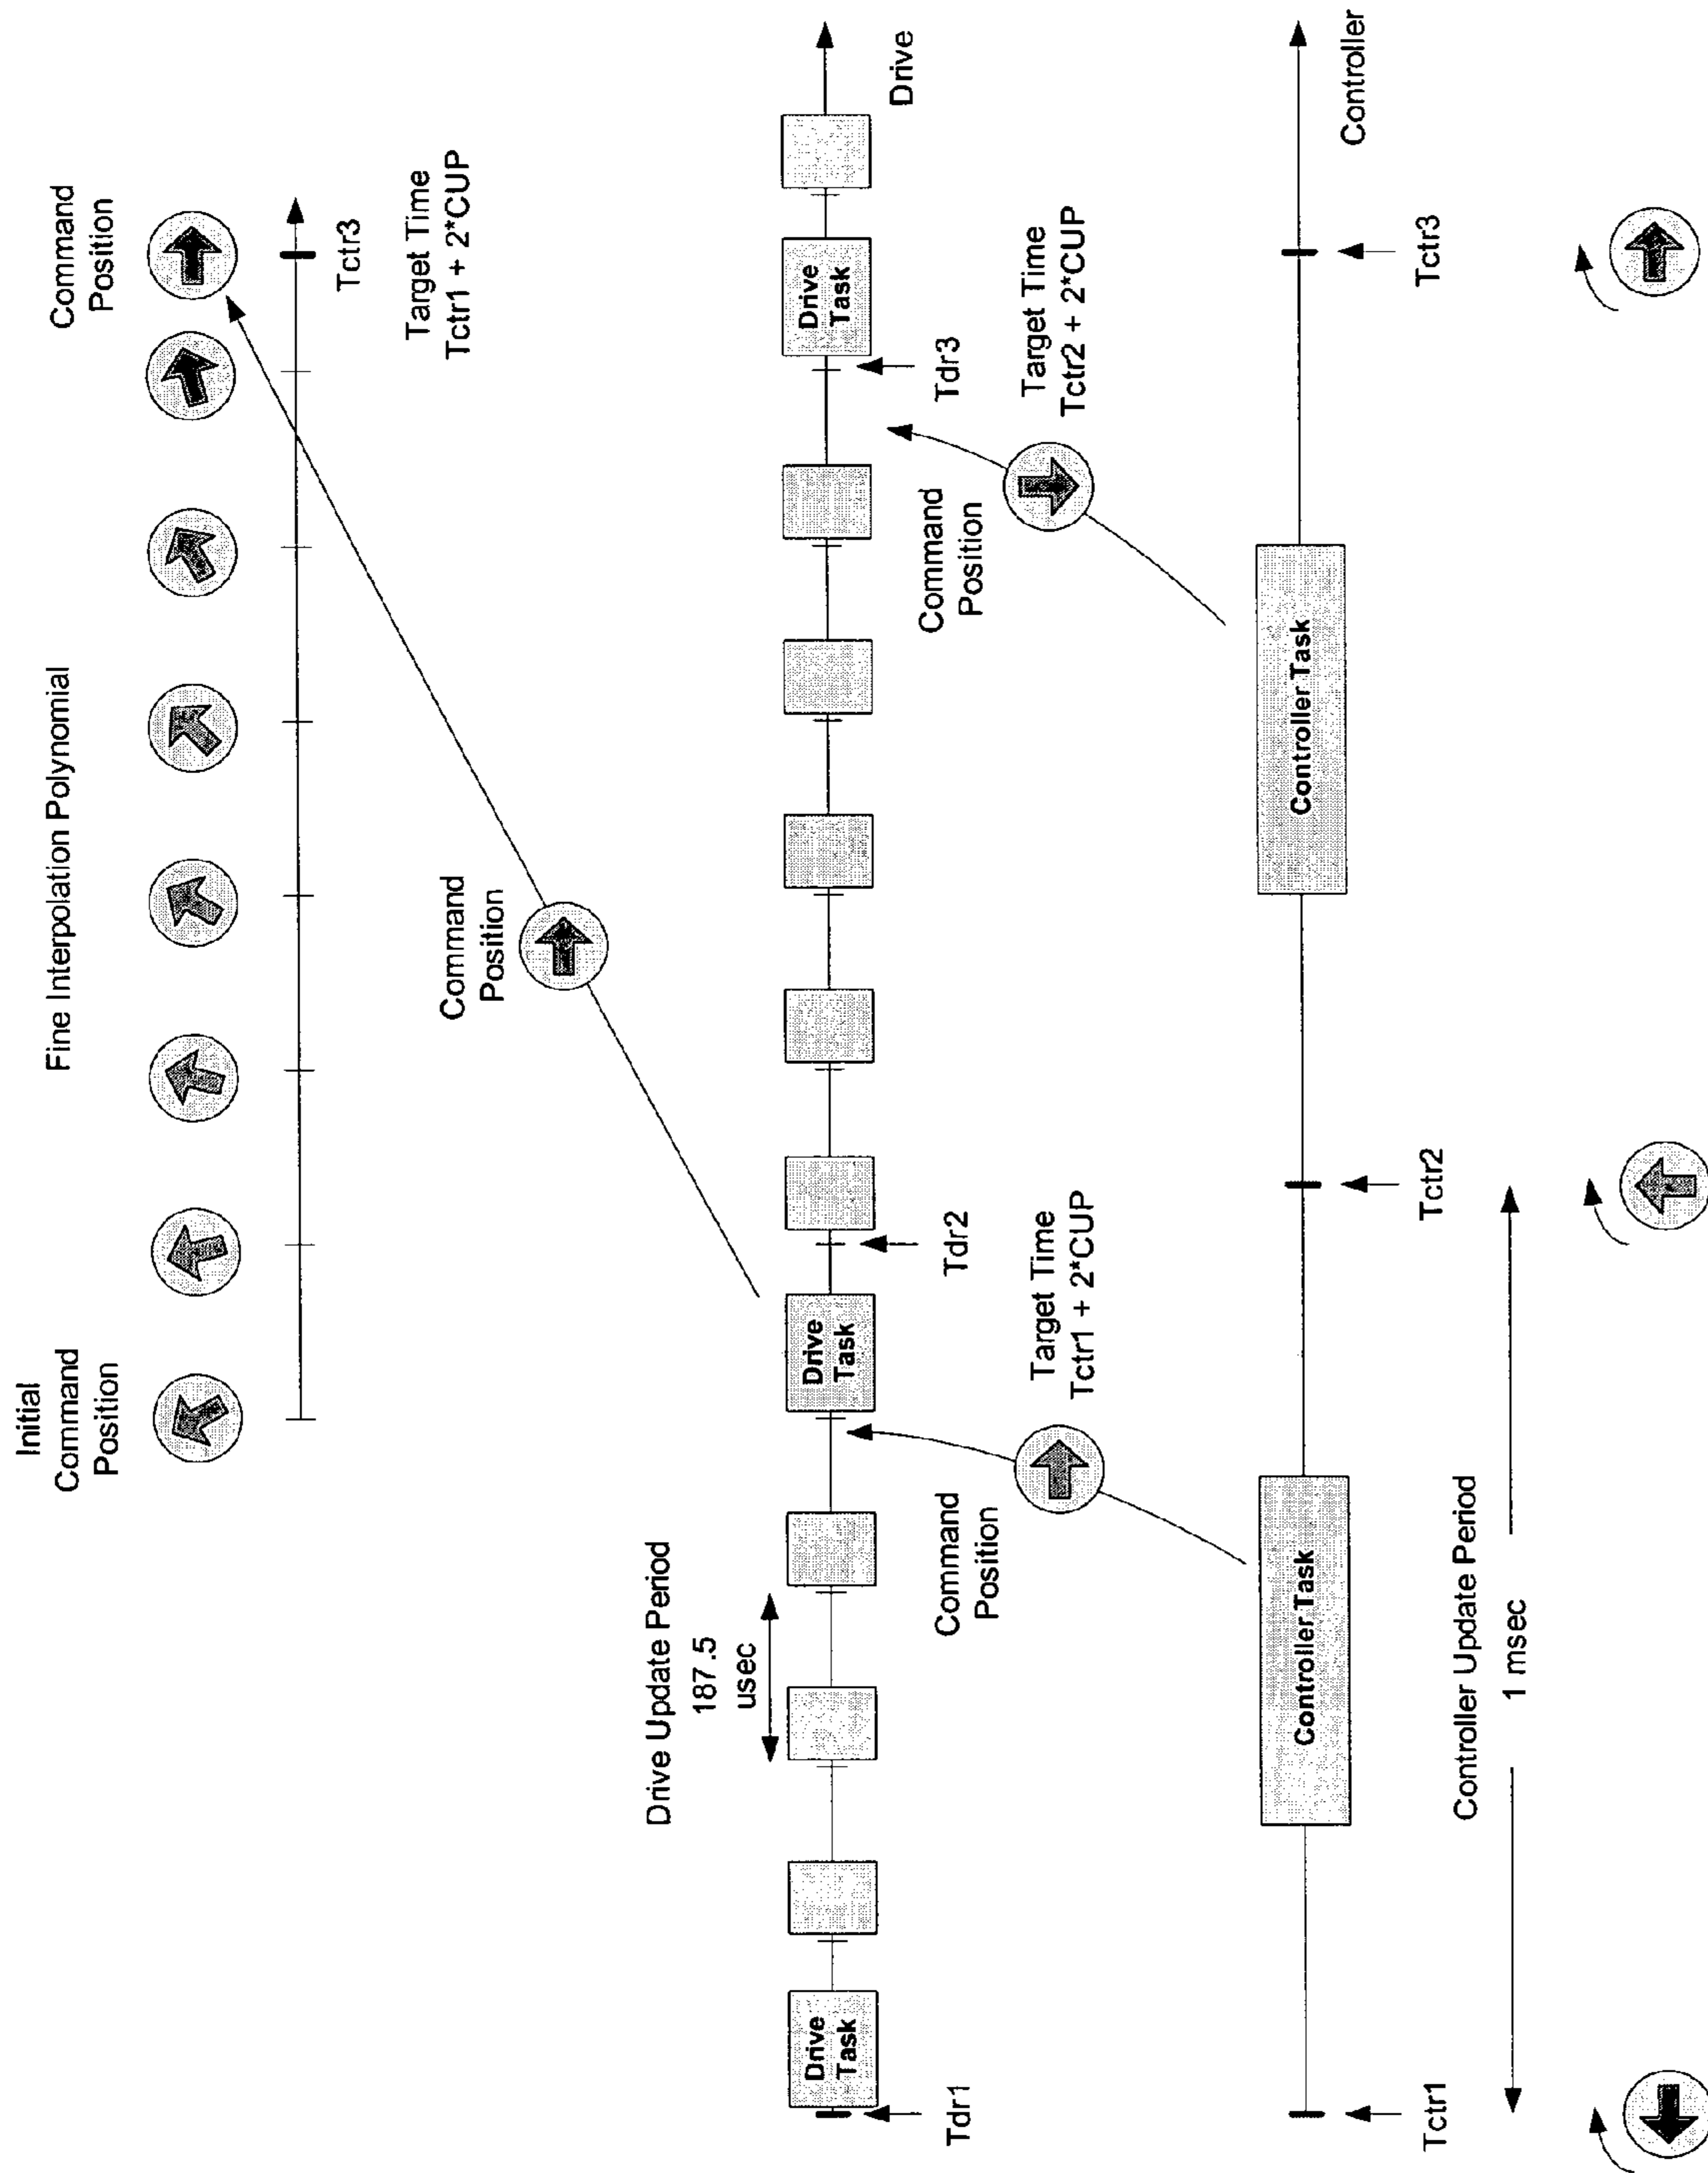 Initial
Command
Position
Fine Interpolation Polynomial
Command
Position
Tctr3
Target Time
Tctr1 + 2*CUP
Command
Position
Drive Update Period
187.5
usec
Drive
Task
Drive
Task
Drive
Task
Drive
Tdr1
Tdr2
Tdr3
Command
Position
Target Time
Tctr1 + 2*CUP
Command
Position
Target Time
Tctr2 + 2*CUP
Controller Task
Controller Task
Controller
Tctr1
Tctr2
Tctr3
Controller Update Period
1 msec